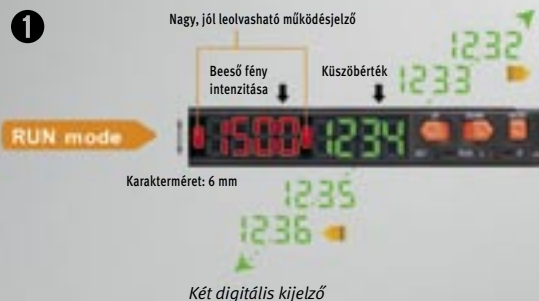 1
Nagy, jól leolvasható működésjelző
1232
Beeső fény
intenzitása
Küszöbérték
1233
RUN mode
1500 1234
Karakterméret: 6 mm
1235
1236
Két digitális kijelző